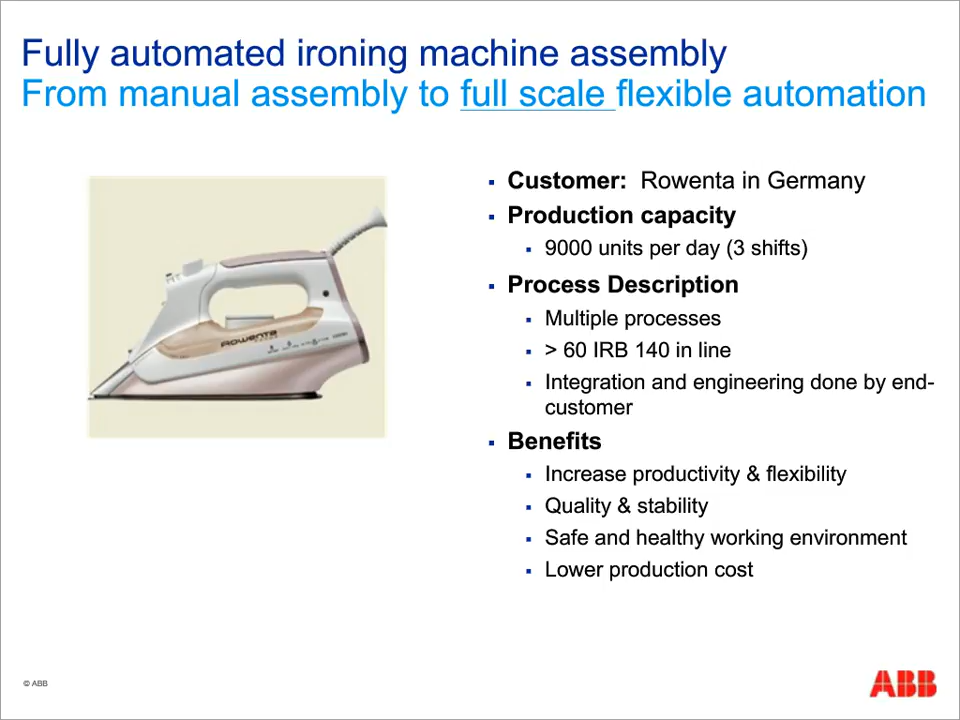 Fully automated ironing machine assembly
From manual assembly to full scale flexible automation
Rowenta
▪ Customer: Rowenta in Germany
▪ Production capacity
▪ 9000 units per day (3 shifts)
▪ Process Description
▪ Multiple processes
▪ > 60 IRB 140 in line
▪ Integration and engineering done by end-
customer
▪ Benefits
▪ Increase productivity & flexibility
▪ Quality & stability
▪ Safe and healthy working environment
▪ Lower production cost
© ABB
ABB